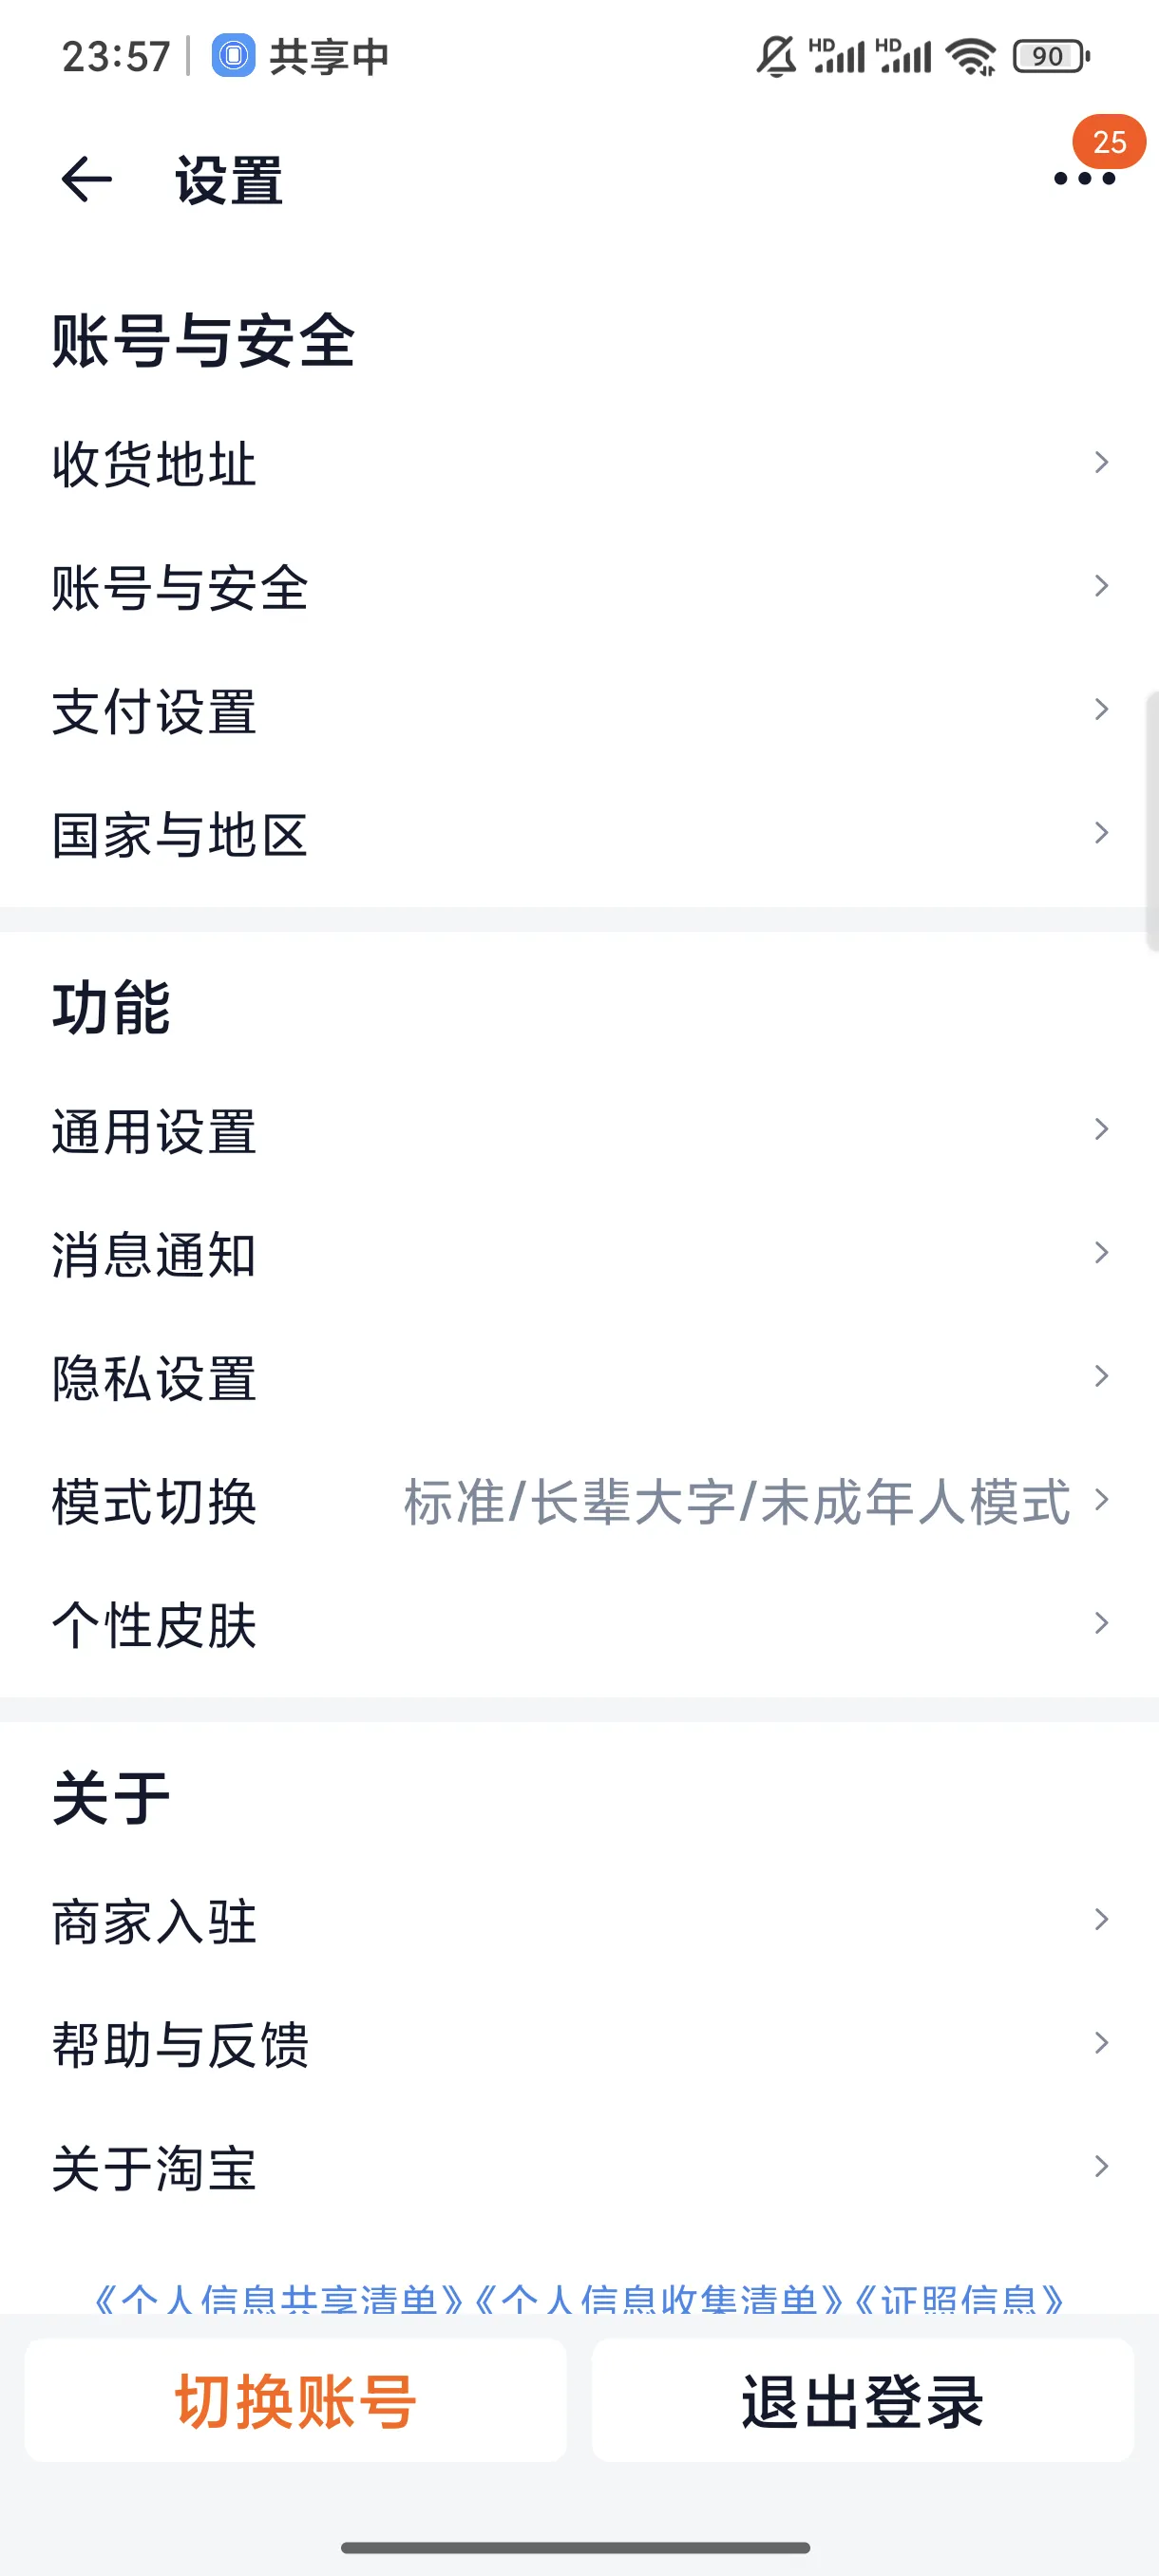 23:57 共享中 HD HD 90
设置 25
账号与安全
收货地址
账号与安全
支付设置
国家与地区
功能
通用设置
消息通知
隐私设置
模式切换 标准/长辈大字/未成年人模式
个性皮肤
关于
商家入驻
帮助与反馈
关于淘宝
《个人信息共享清单》《个人信息收集清单》《证照信息》
切换账号 退出登录